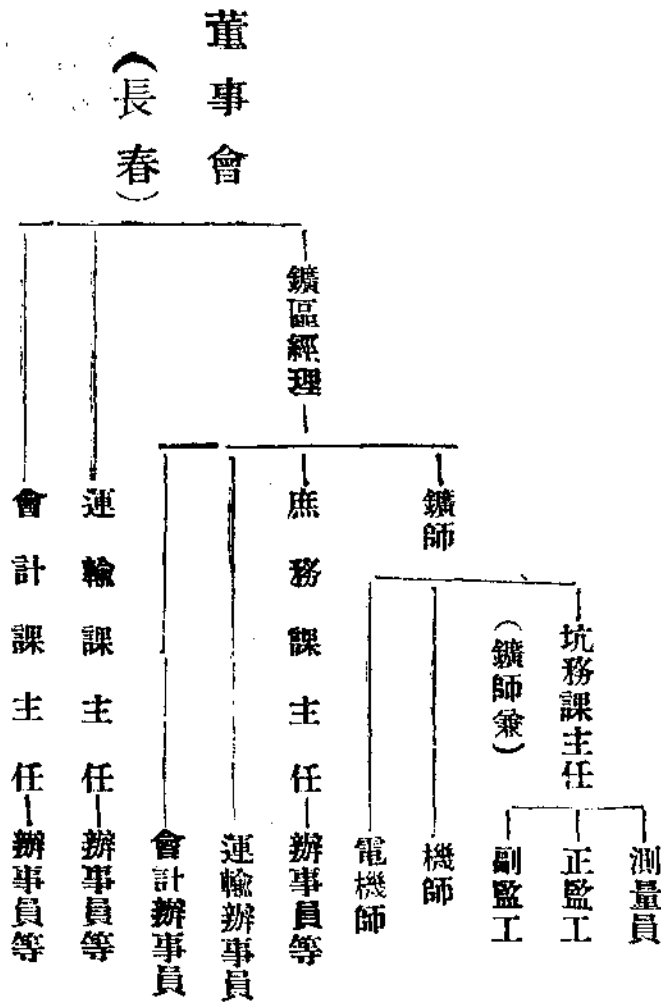 董事會
（長春）
鑛區經理
鑛師
坑務課主任
（鑛師兼）
測量員
正監工
副監工
機師
電機師
庶務課主任
辦事員等
運輸辦事員
會計辦事員
運輸課主任
辦事員等
會計課主任
辦事員等